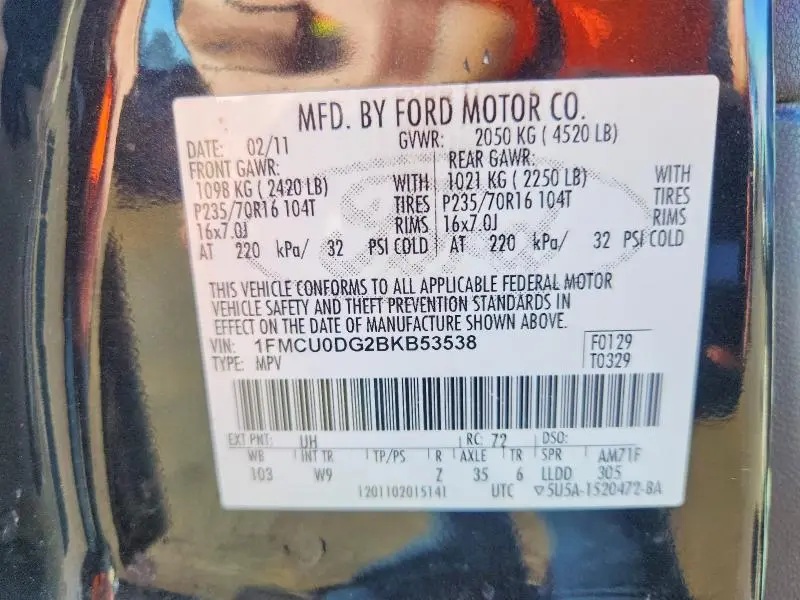 MFD. BY FORD MOTOR CO.
DATE: 02/11 GVWR: 2050 KG ( 4520 LB)
FRONT GAWR: REAR GAWR:
1098 KG ( 2420 LB) WITH 1021 KG ( 2250 LB) WITH
P235/70R16 104T TIRES P235/70R16 104T TIRES
16x7.0J RIMS 16x7.0J RIMS
AT 220 kPa/ 32 PSI COLD AT 220 kPa/ 32 PSI COLD
THIS VEHICLE CONFORMS TO ALL APPLICABLE FEDERAL MOTOR
VEHICLE SAFETY AND THEFT PREVENTION STANDARDS IN
EFFECT ON THE DATE OF MANUFACTURE SHOWN ABOVE.
VIN: 1FMCU0DG2BKB53538 F0129
TYPE: MPV T0329
EXT PNT: UH RC: 72 DSO:
WB INT TR TP/PS R AXLE TR SPR AM71F
103 W9 Z 35 6 LLDD 305
1201102015141 UTC ▽5U5A-1520472-BA